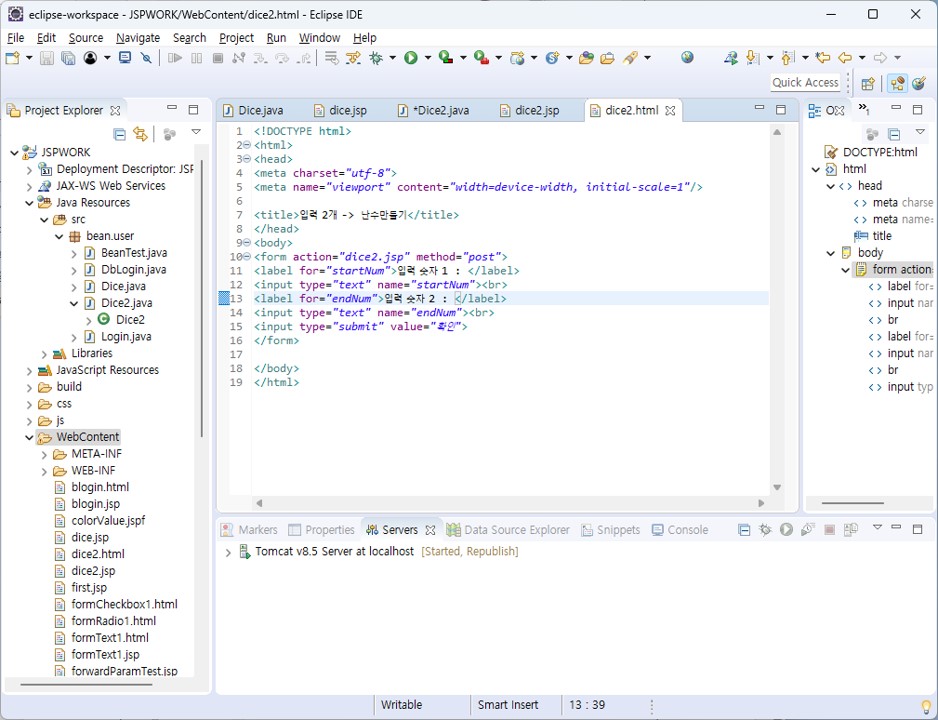 eclipse-workspace - JSPWORK/WebContent/dice2.html - Eclipse IDE
File Edit Source Navigate Search Project Run Window Help
Quick Access
Project Explorer
JSPWORK
Deployment Descriptor: JSP
JAX-WS Web Services
Java Resources
src
bean.user
BeanTest.java
DbLogin.java
Dice.java
Dice2.java
Dice2
Login.java
Libraries
JavaScript Resources
build
css
js
WebContent
META-INF
WEB-INF
blogin.html
blogin.jsp
colorValue.jspf
dice.jsp
dice2.html
dice2.jsp
first.jsp
formCheckbox1.html
formRadio1.html
formText1.html
formText1.jsp
forwardParamTest.jsp
Dice.java dice.jsp *Dice2.java dice2.jsp dice2.html
1 <!DOCTYPE html>
2 <html>
3 <head>
4 <meta charset="utf-8">
5 <meta name="viewport" content="width=device-width, initial-scale=1"/>
6
7 <title>입력 2개 -> 난수만들기</title>
8 </head>
9 <body>
10 <form action="dice2.jsp" method="post">
11 <label for="startNum">입력 숫자 1 : </label>
12 <input type="text" name="startNum"><br>
13 <label for="endNum">입력 숫자 2 : </label>
14 <input type="text" name="endNum"><br>
15 <input type="submit" value="확인">
16 </form>
17
18 </body>
19 </html>
DOCTYPE:html
html
head
meta charse
meta name=
title
body
form action
label for=
input nar
br
label for=
input nar
br
input typ
Markers Properties Servers Data Source Explorer Snippets Console
Tomcat v8.5 Server at localhost [Started, Republish]
Writable Smart Insert 13 : 39